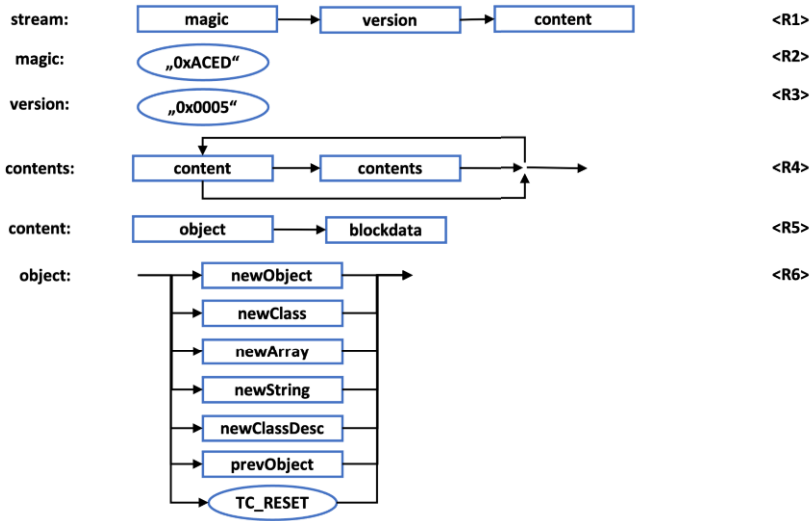 stream: magic version content <R1>
magic: „0xACED“ <R2>
version: „0x0005“ <R3>
contents: content contents <R4>
content: object blockdata <R5>
object: newObject <R6>
newClass
newArray
newString
newClassDesc
prevObject
TC_RESET